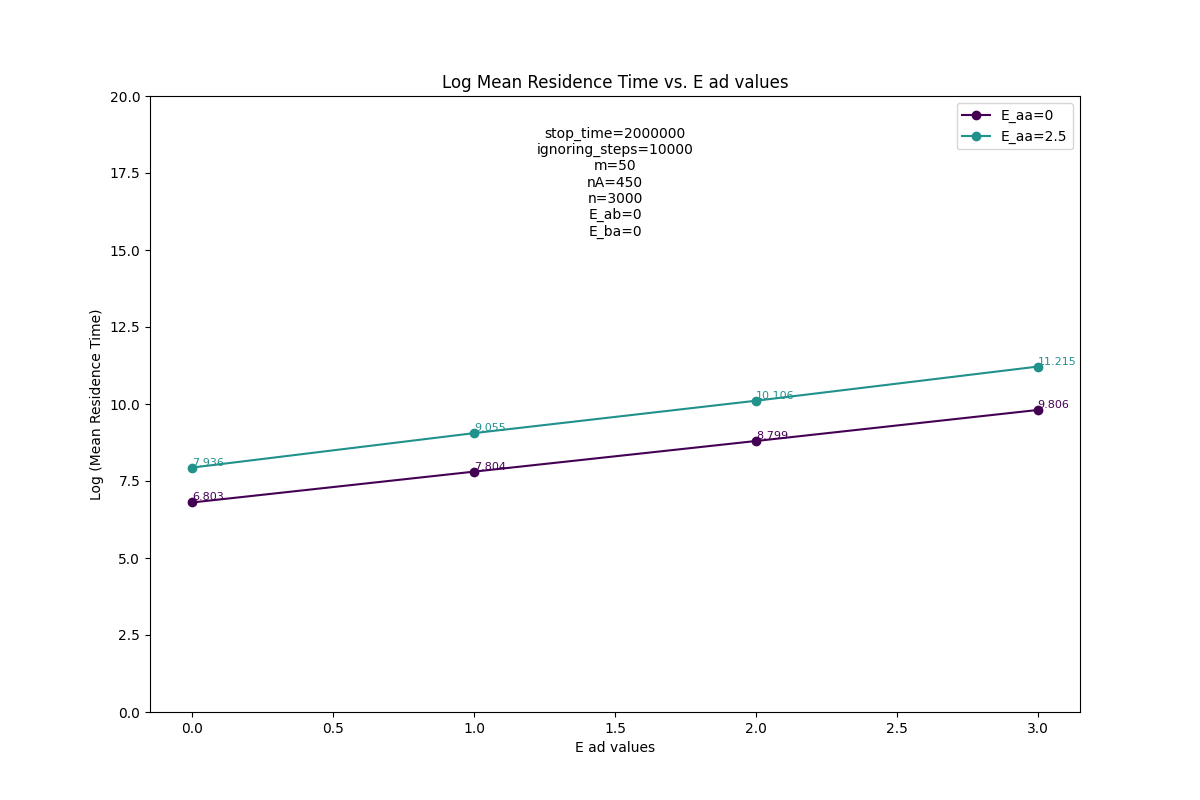 Log Mean Residence Time vs. E ad values
20.0
17.5
15.0
12.5
10.0
7.5
5.0
2.5
0.0
Log (Mean Residence Time)
E_aa=0
E_aa=2.5
stop_time=2000000
ignoring_steps=10000
m=50
nA=450
n=3000
E_ab=0
E_ba=0
7.936
9.055
10.106
11.215
6.803
7.804
8.799
9.806
0.0
0.5
1.0
1.5
2.0
2.5
3.0
E ad values